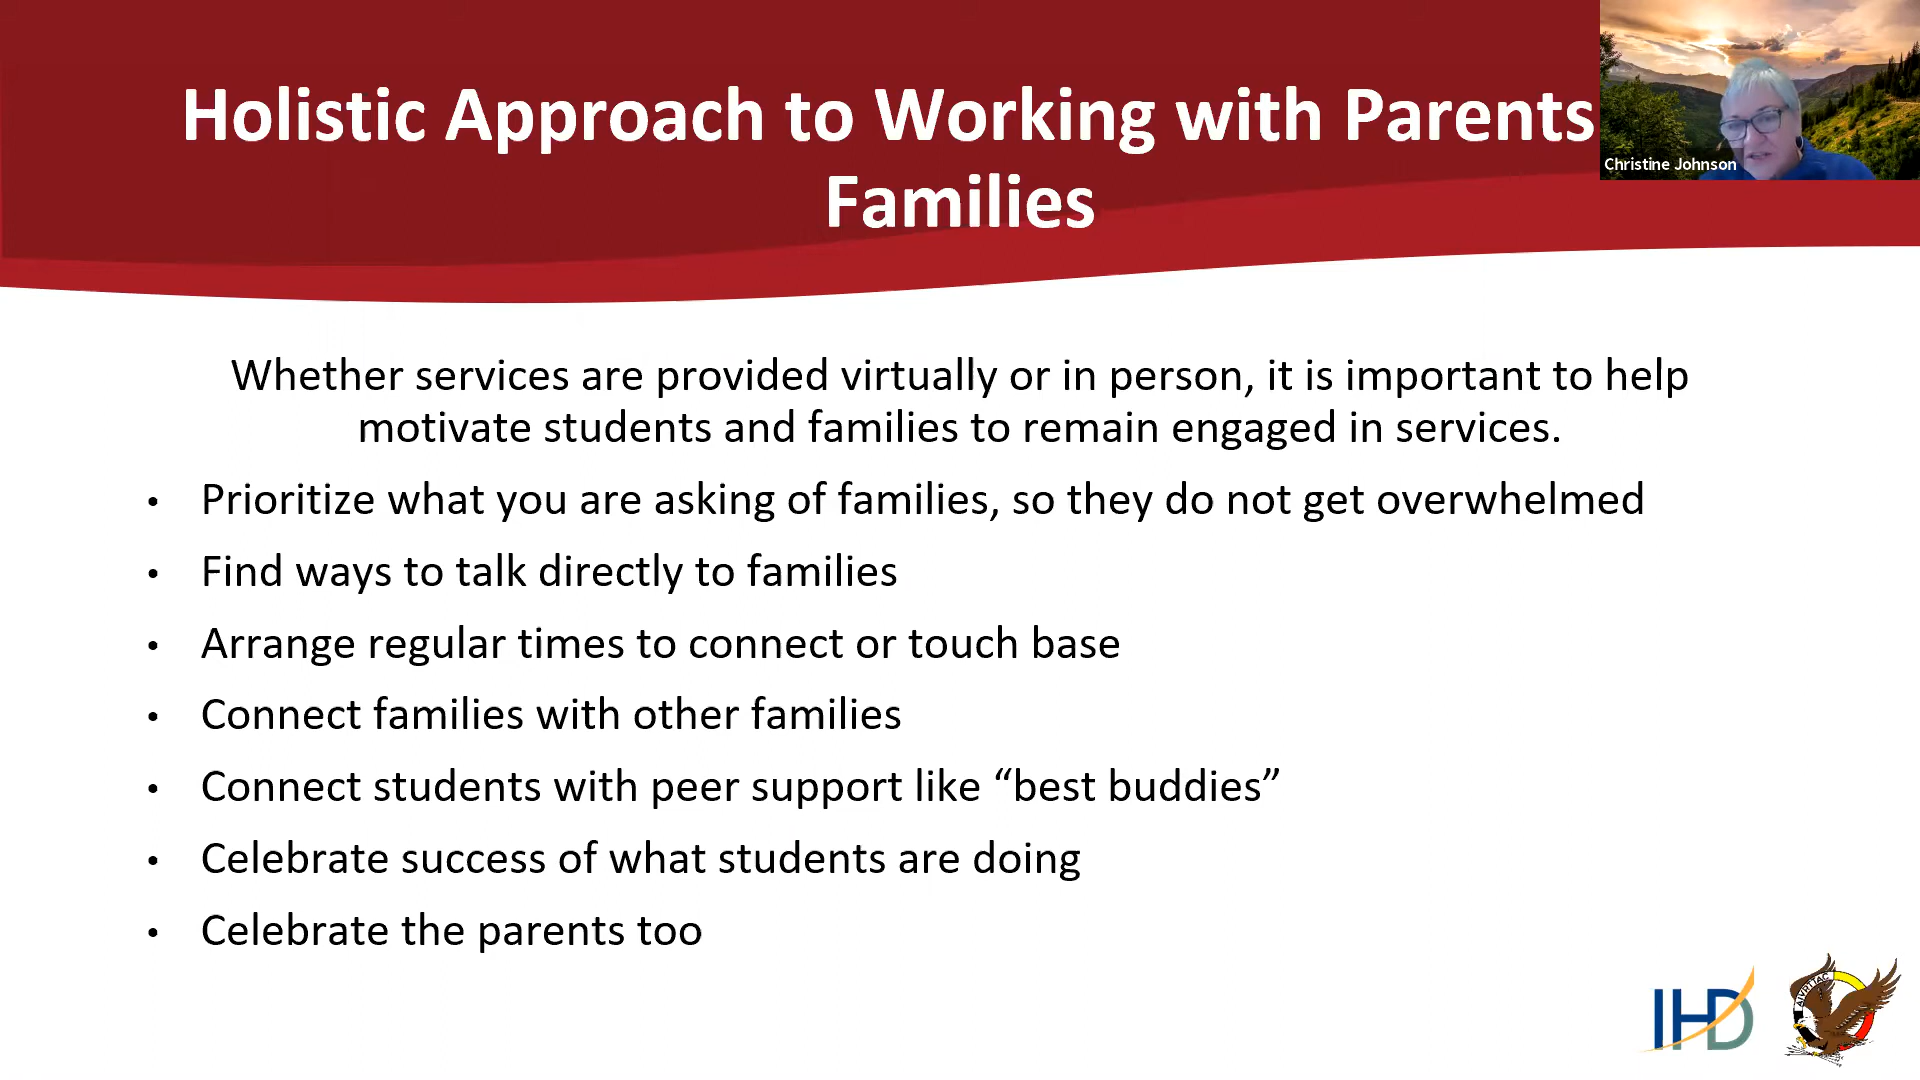 Holistic Approach to Working with Parents
Families
Christine Johnson
Whether services are provided virtually or in person, it is important to help
motivate students and families to remain engaged in services.
• Prioritize what you are asking of families, so they do not get overwhelmed
• Find ways to talk directly to families
• Arrange regular times to connect or touch base
• Connect families with other families
• Connect students with peer support like “best buddies”
• Celebrate success of what students are doing
• Celebrate the parents too
IHD
AIVRTTAC